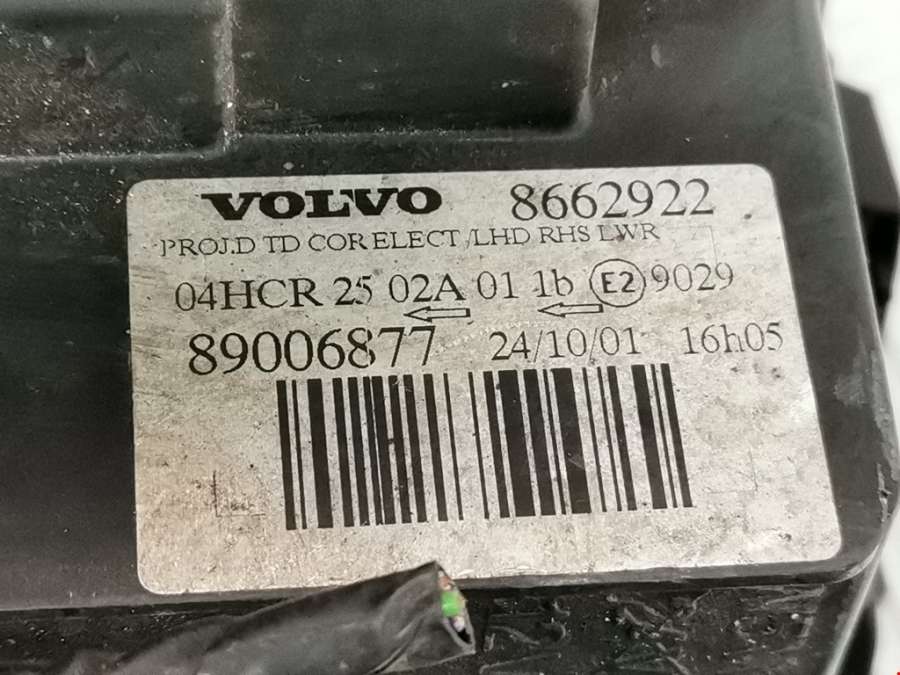 VOLVO 8662922
PROJ.D TD COR ELECT /LHD RHS LWR
04HCR 25 02A 01 1b E2 9029
89006877 24/10/01 16h05